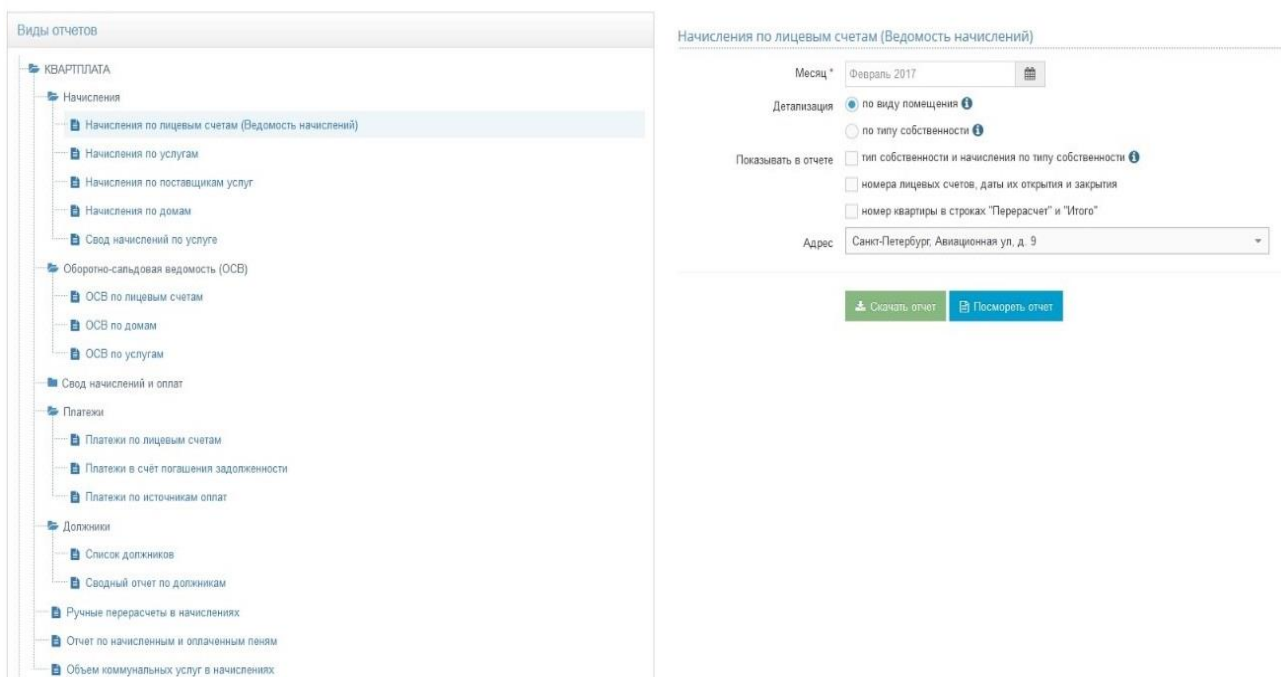 Виды отчетов
КВАРТПЛАТА
Начисления
Начисления по лицевым счетам (Ведомость начислений)
Начисления по услугам
Начисления по поставщикам услуг
Начисления по домам
Свод начислений по услуге
Оборотно-сальдовая ведомость (ОСВ)
ОСВ по лицевым счетам
ОСВ по домам
ОСВ по услугам
Свод начислений и оплат
Платежи
Платежи по лицевым счетам
Платежи в счёт погашения задолженности
Платежи по источникам оплат
Должники
Список должников
Сводный отчет по должникам
Ручные перерасчеты в начислениях
Отчет по начисленным и оплаченным пеням
Объем коммунальных услуг в начислениях
Начисления по лицевым счетам (Ведомость начислений)
Месяц * Февраль 2017
Детализация по виду помещения
по типу собственности
Показывать в отчете тип собственности и начисления по типу собственности
номера лицевых счетов, даты их открытия и закрытия
номер квартиры в строках "Перерасчет" и "Итого"
Адрес Санкт-Петербург, Авиационная ул, д. 9
Скачать отчет Посмореть отчет